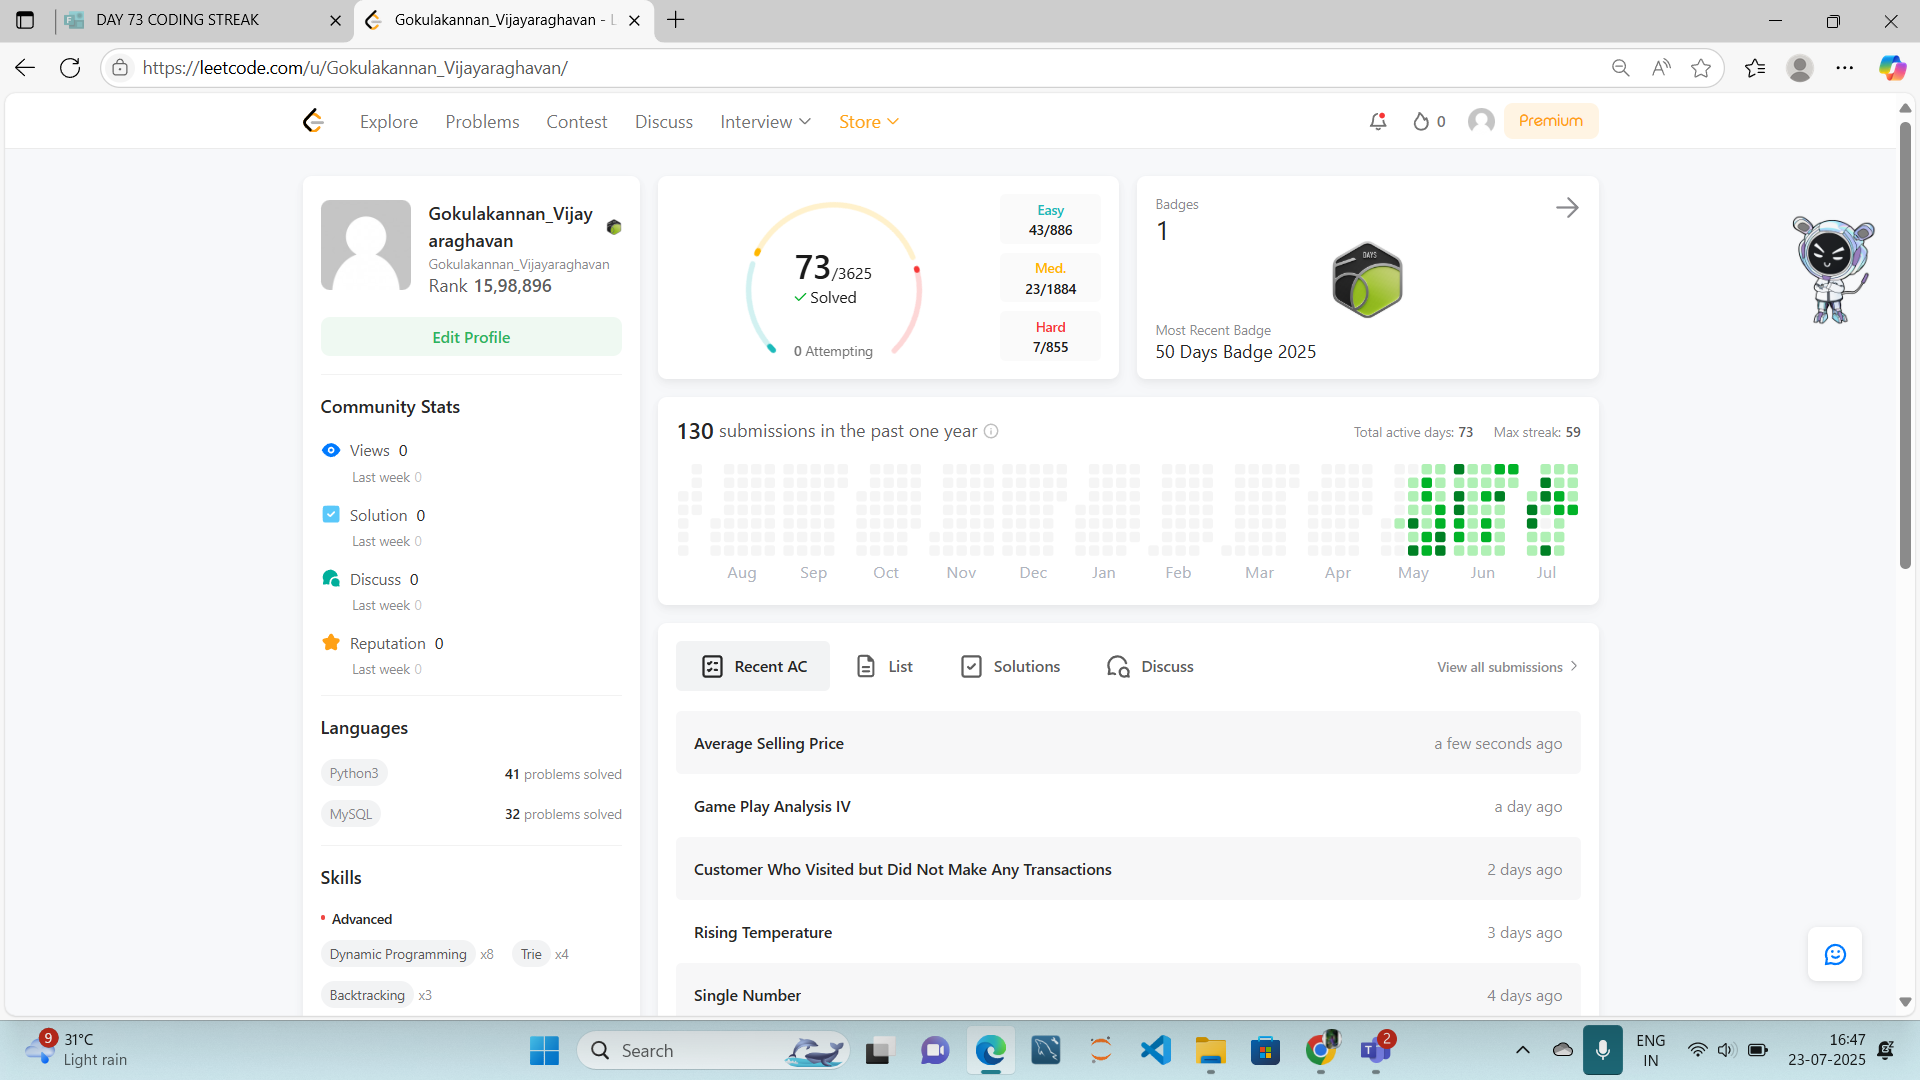 DAY 73 CODING STREAK
Gokulakannan_Vijayaraghavan - L
https://leetcode.com/u/Gokulakannan_Vijayaraghavan/
Explore
Problems
Contest
Discuss
Interview
Store
0
Premium
Gokulakannan_Vijay
araghavan
Gokulakannan_Vijayaraghavan
Rank 15,98,896
Edit Profile
Community Stats
Views 0
Last week 0
Solution 0
Last week 0
Discuss 0
Last week 0
Reputation 0
Last week 0
Languages
Python3
41 problems solved
MySQL
32 problems solved
Skills
Advanced
Dynamic Programming x8
Trie x4
Backtracking x3
73/3625
Solved
0 Attempting
Easy
43/886
Med.
23/1884
Hard
7/855
Badges
1
DAYS
Most Recent Badge
50 Days Badge 2025
130 submissions in the past one year
Total active days: 73
Max streak: 59
Aug
Sep
Oct
Nov
Dec
Jan
Feb
Mar
Apr
May
Jun
Jul
Recent AC
List
Solutions
Discuss
View all submissions
Average Selling Price
a few seconds ago
Game Play Analysis IV
a day ago
Customer Who Visited but Did Not Make Any Transactions
2 days ago
Rising Temperature
3 days ago
Single Number
4 days ago
9
31°C
Light rain
Search
2
ENG
IN
16:47
23-07-2025